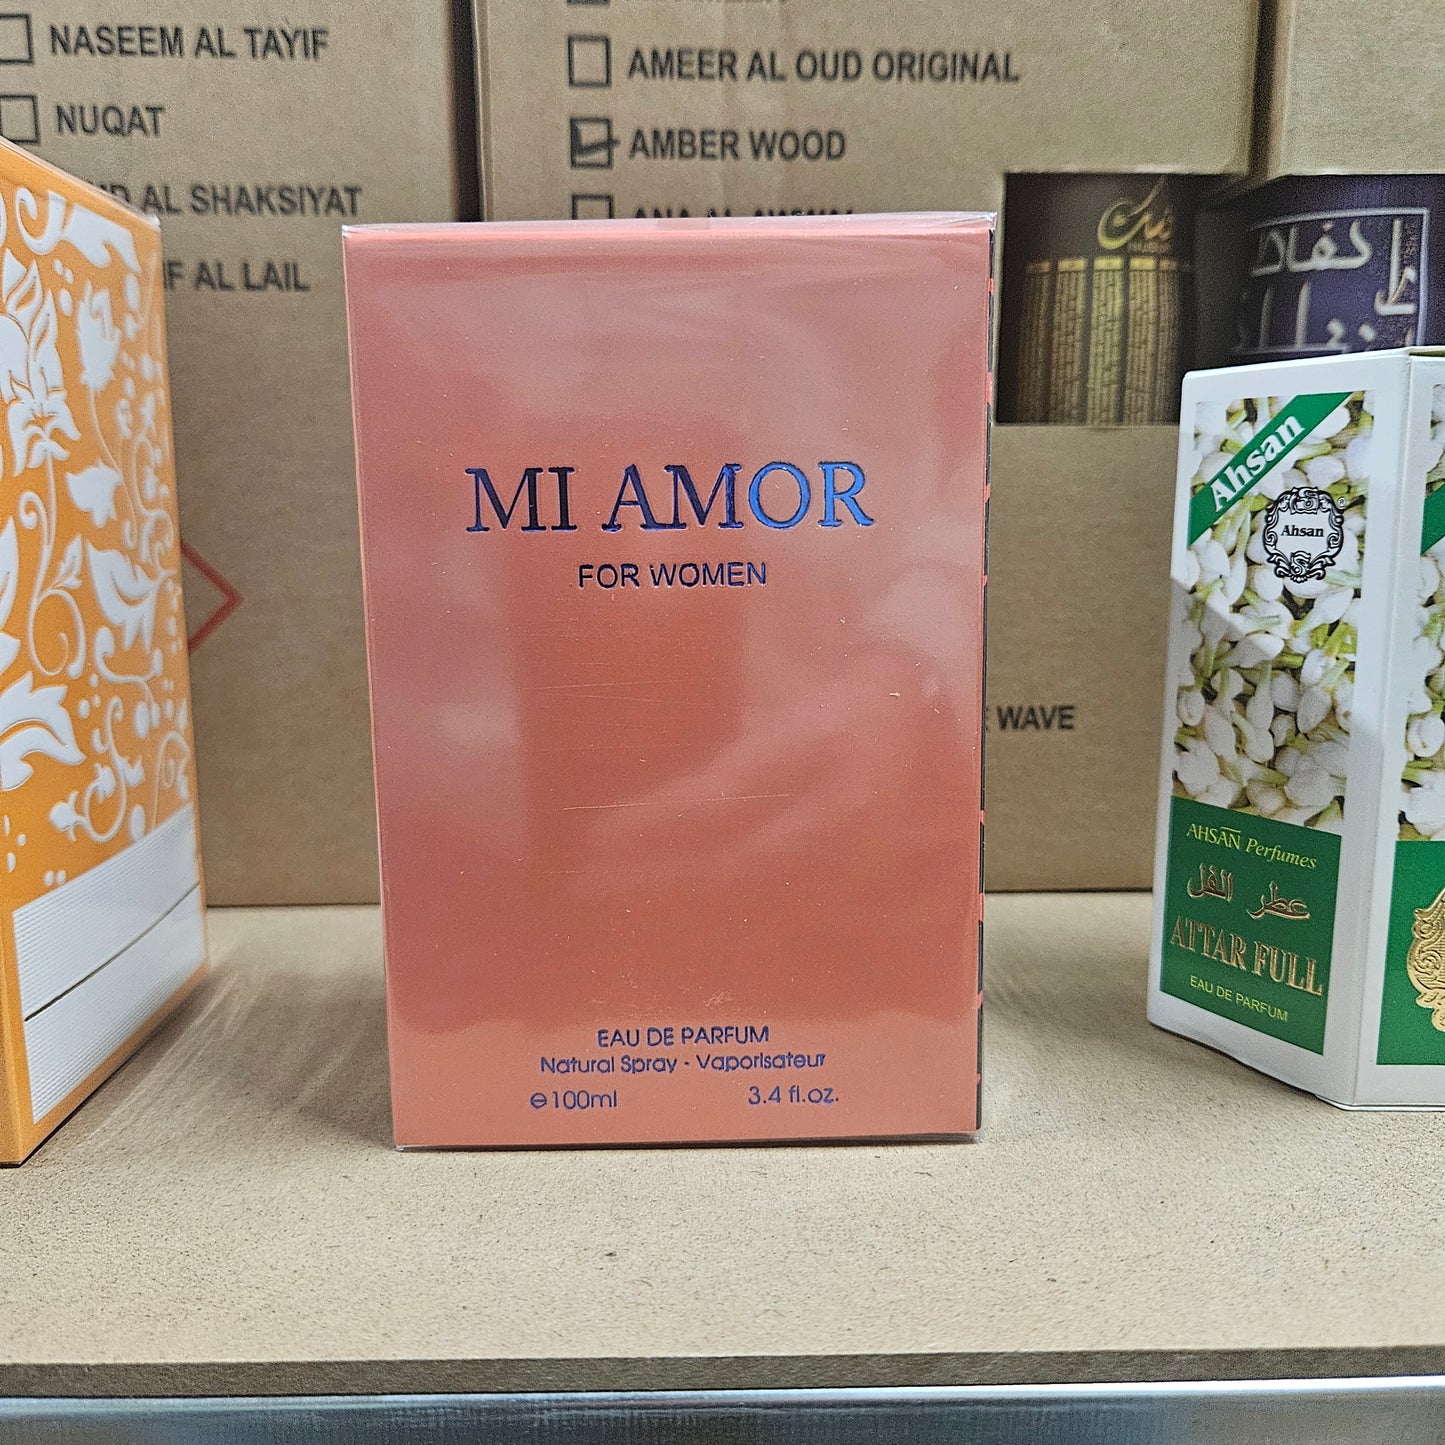 NASEEM AL TAYIF
NUQAT
AL SHAKSIYAT
AL LAIL
AMEER AL OUD ORIGINAL
AMBER WOOD
WAVE
MI AMOR
FOR WOMEN
EAU DE PARFUM
Natural Spray - Vaporisateur
℮100ml 3.4 fl.oz.
Ahsan
Ahsan
AHSAN Perfumes
عطر الفل
ATTAR FULL
EAU DE PARFUM